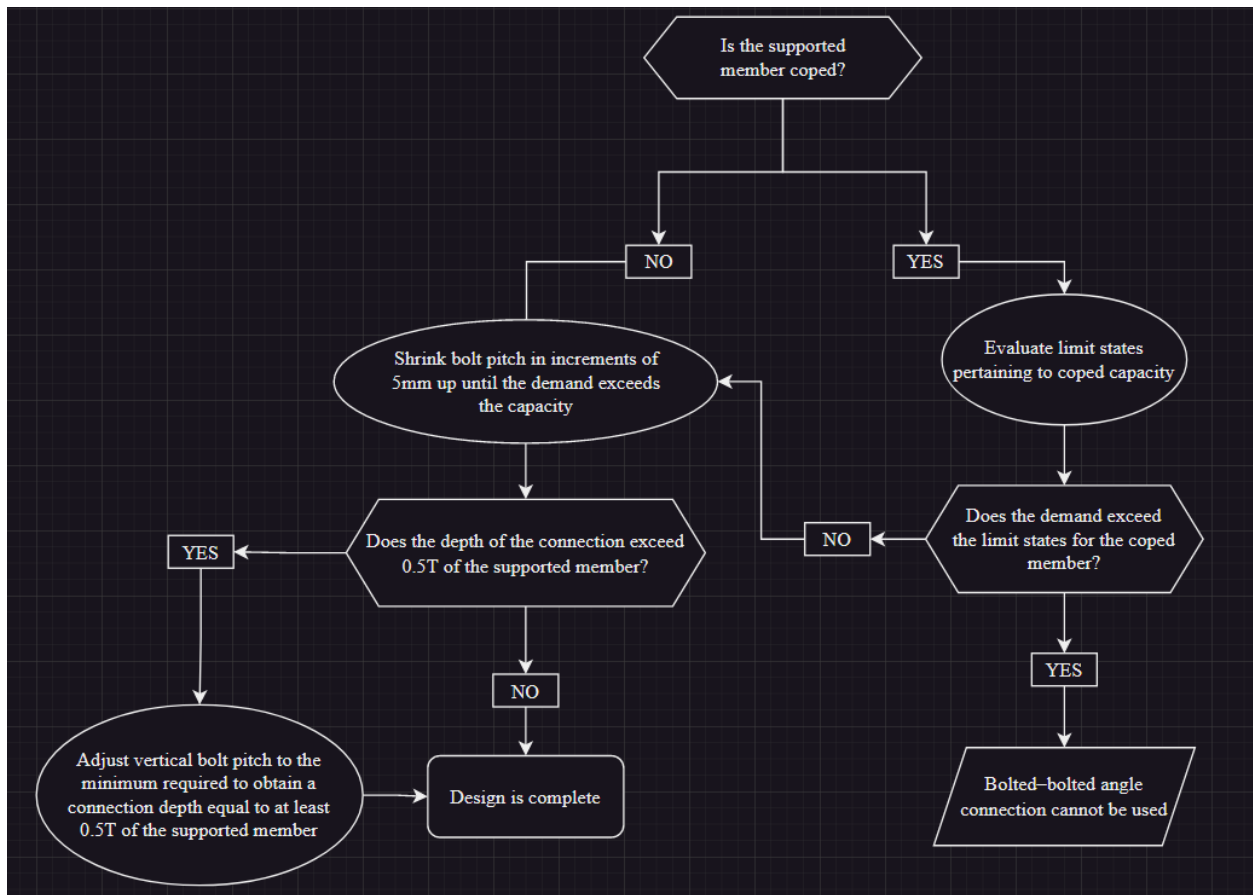 Is the supported
member coped?
NO
YES
Shrink bolt pitch in increments of
5mm up until the demand exceeds
the capacity
Evaluate limit states
pertaining to coped capacity
Does the depth of the connection exceed
0.5T of the supported member?
YES
NO
Does the demand exceed
the limit states for the coped
member?
NO
YES
Adjust vertical bolt pitch to the
minimum required to obtain a
connection depth equal to at least
0.5T of the supported member
Design is complete
Bolted–bolted angle
connection cannot be used